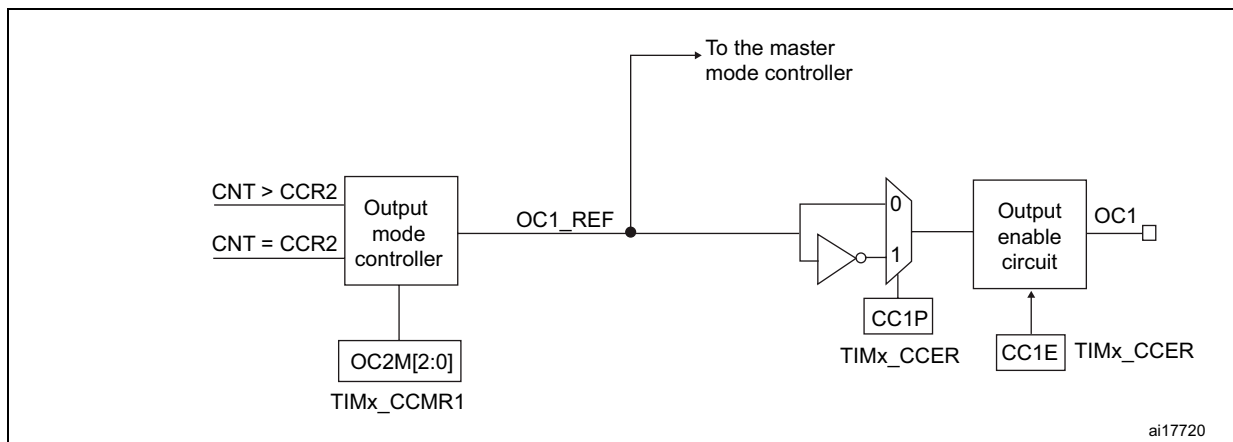 To the master
mode controller
CNT > CCR2
CNT = CCR2
Output
mode
controller
OC1_REF
0
1
Output
enable
circuit
OC1
CC1P
TIMx_CCER
CC1E
TIMx_CCER
OC2M[2:0]
TIMx_CCMR1
ai17720